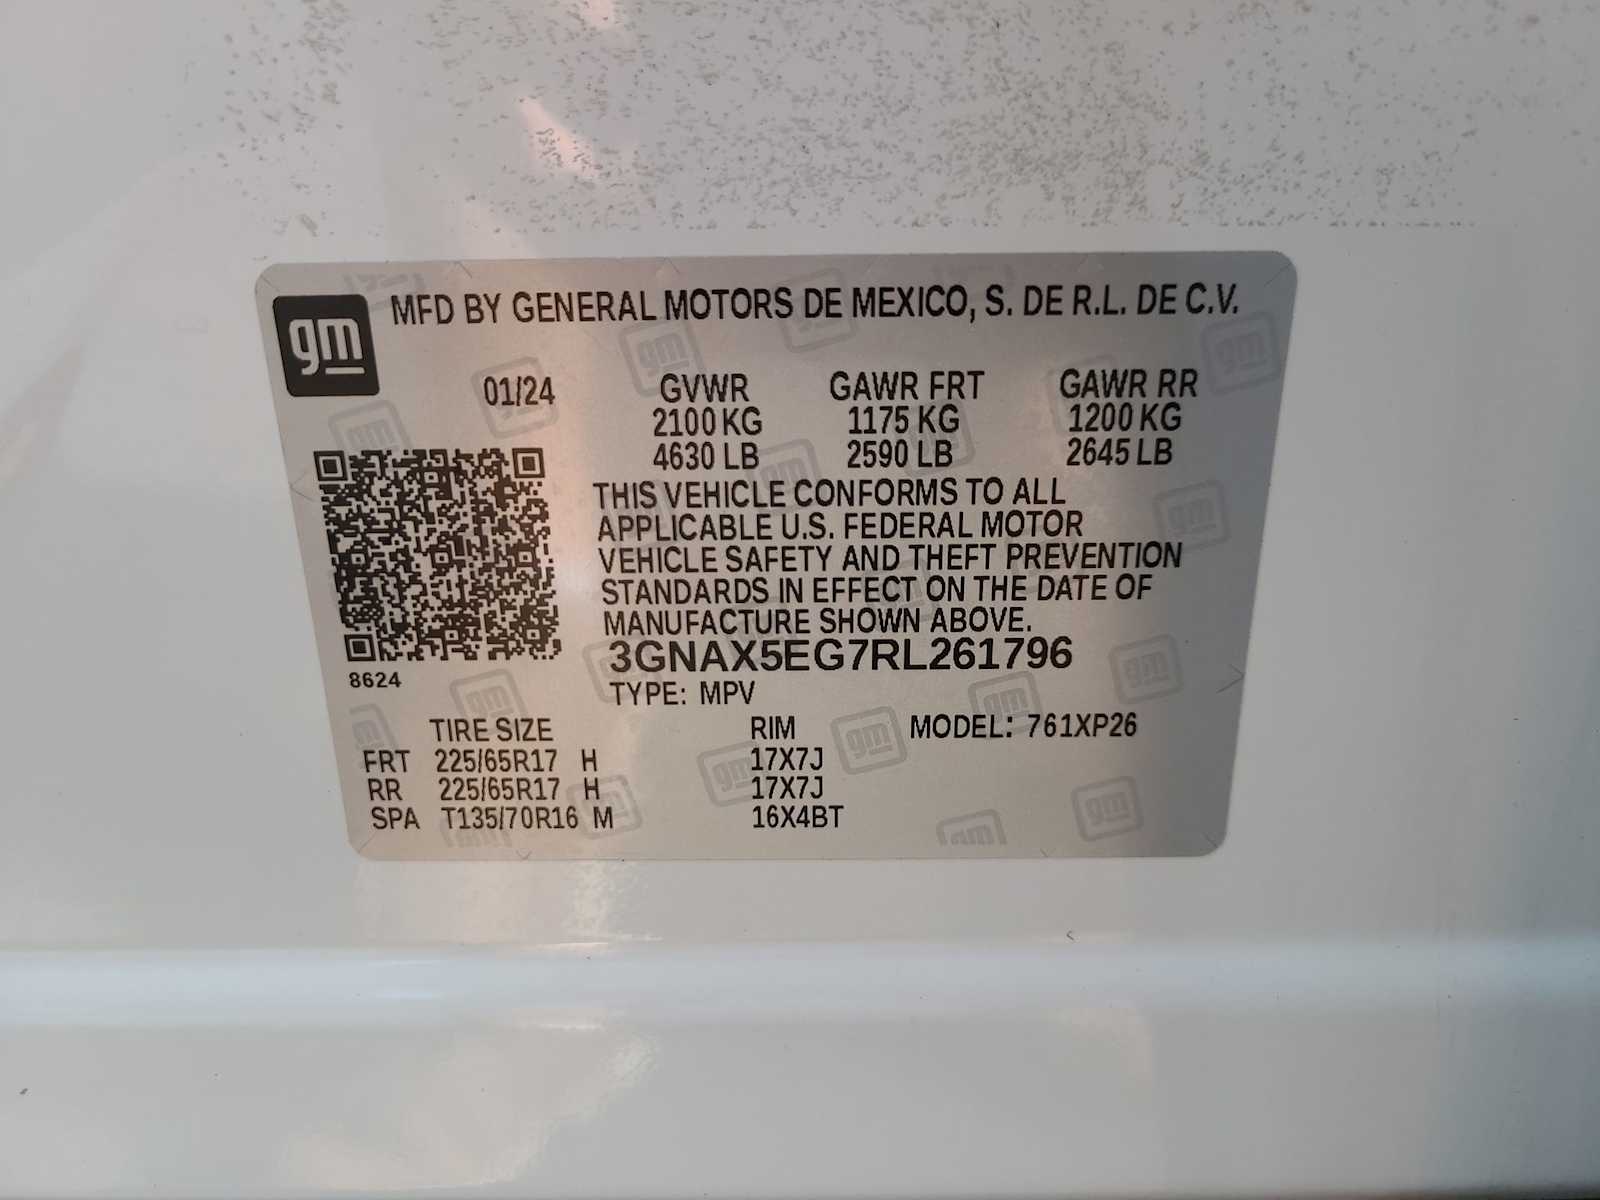 gm
MFD BY GENERAL MOTORS DE MEXICO, S. DE R.L. DE C.V.
01/24 GVWR GAWR FRT GAWR RR
2100 KG 1175 KG 1200 KG
4630 LB 2590 LB 2645 LB
THIS VEHICLE CONFORMS TO ALL
APPLICABLE U.S. FEDERAL MOTOR
VEHICLE SAFETY AND THEFT PREVENTION
STANDARDS IN EFFECT ON THE DATE OF
MANUFACTURE SHOWN ABOVE.
3GNAX5EG7RL261796
8624
TYPE: MPV
TIRE SIZE RIM MODEL: 761XP26
FRT 225/65R17 H 17X7J
RR 225/65R17 H 17X7J
SPA T135/70R16 M 16X4BT